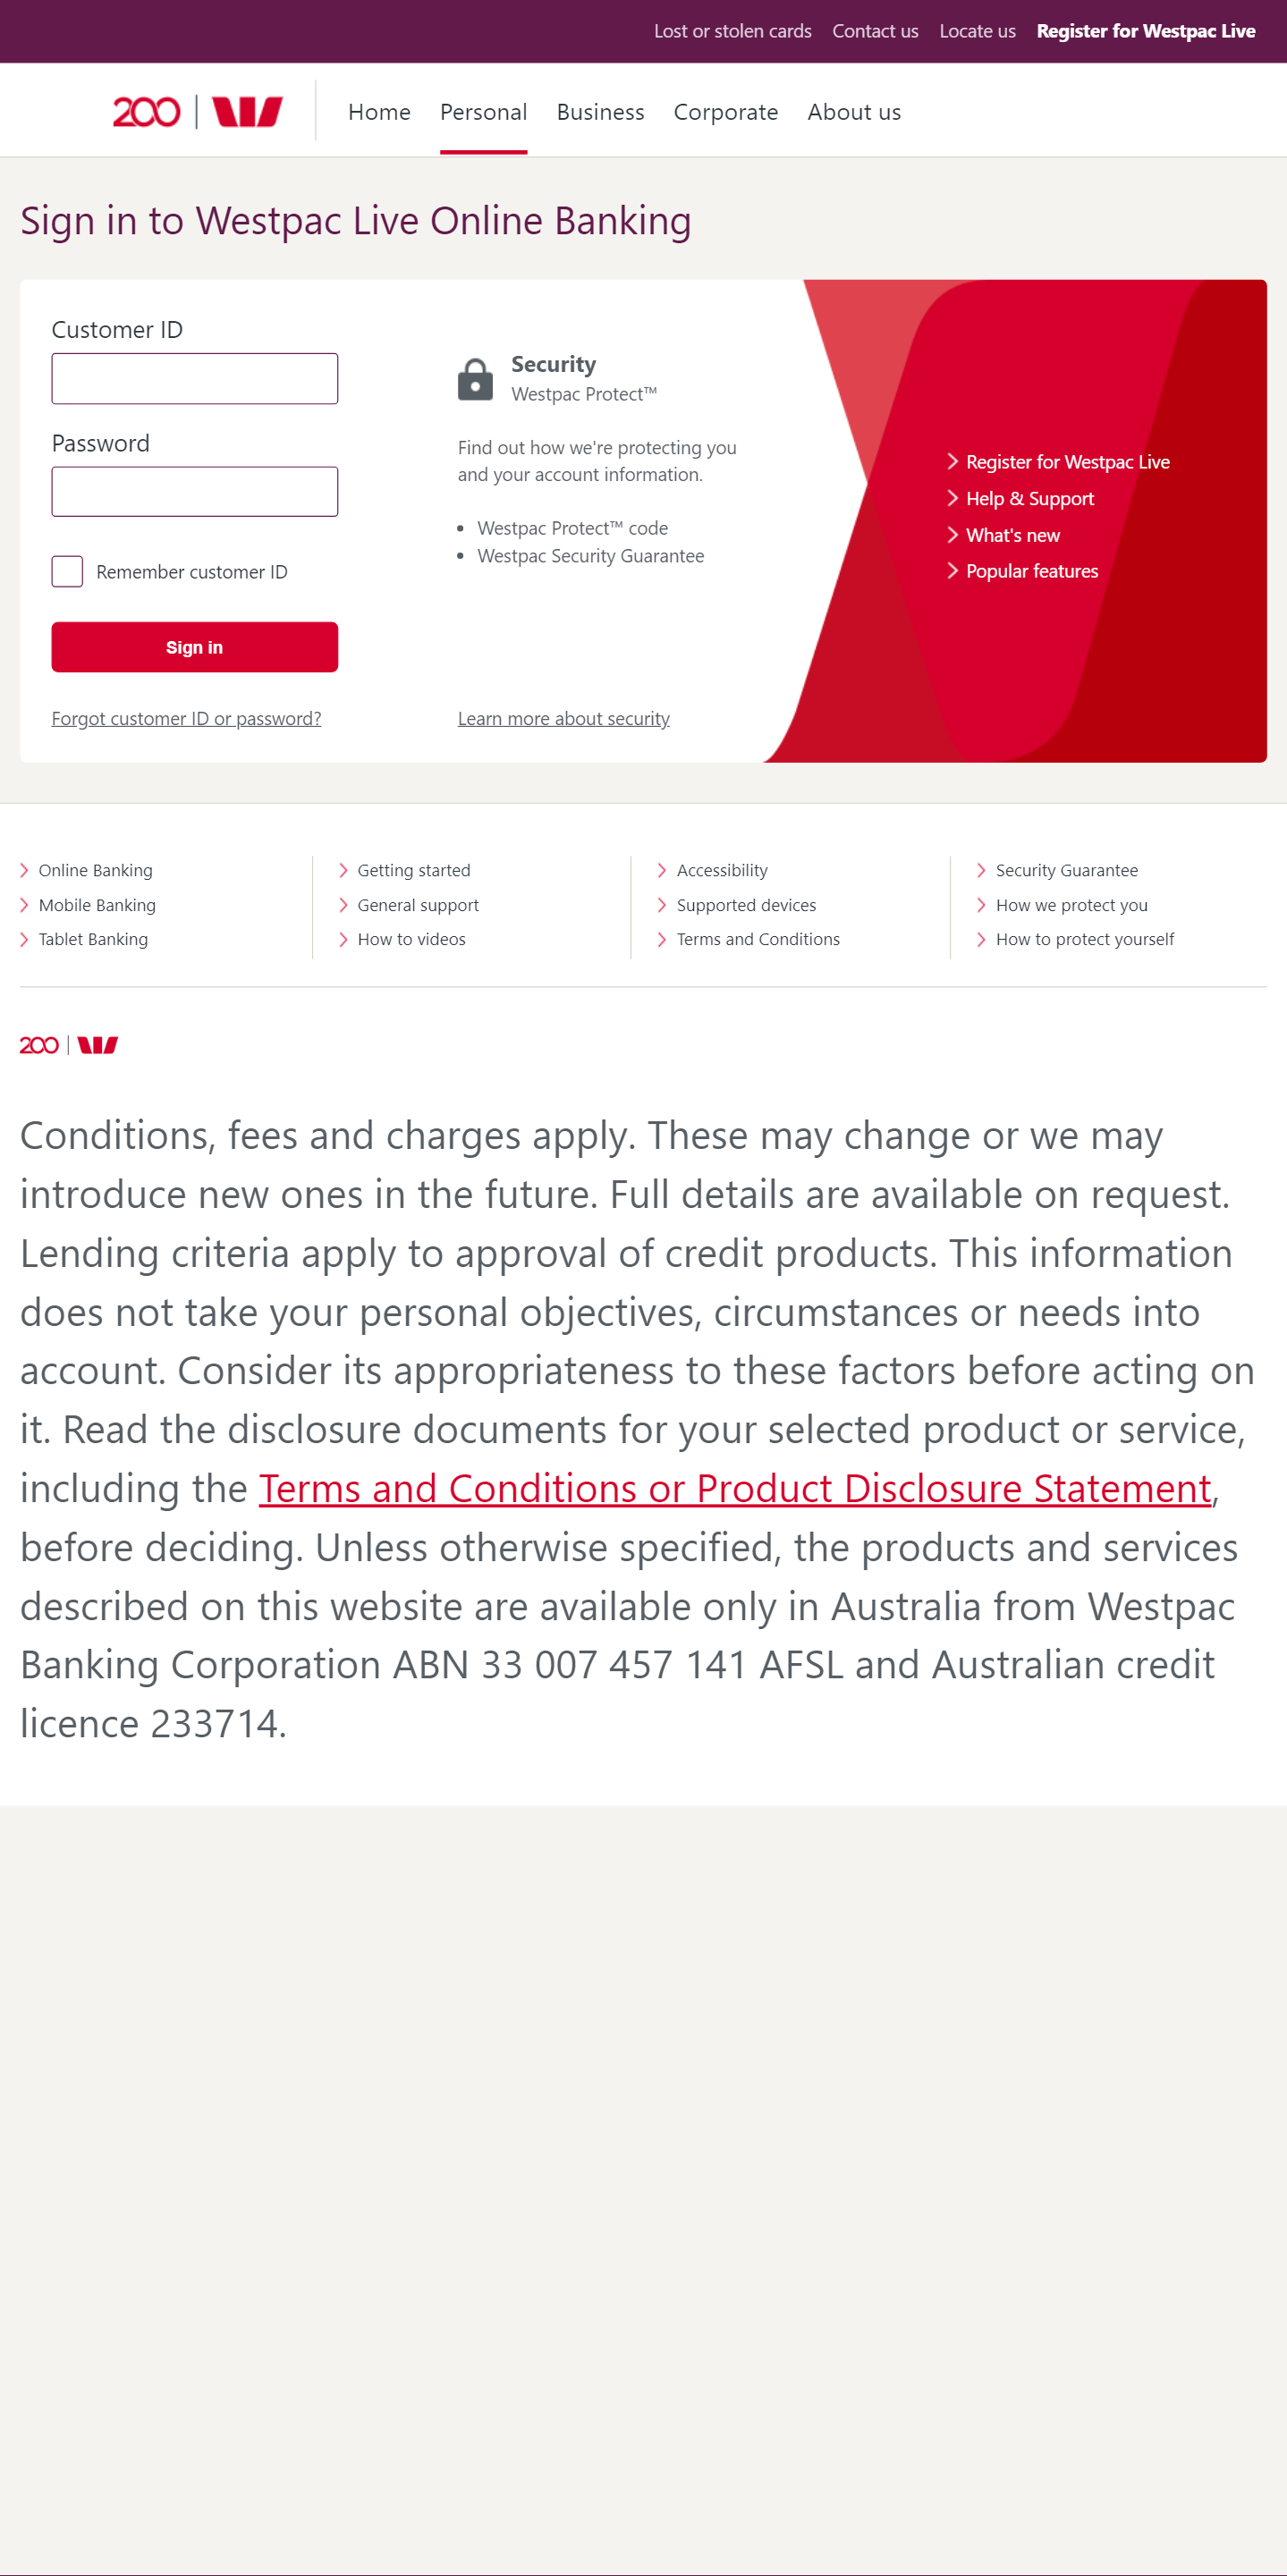 Lost or stolen cards Contact us Locate us Register for Westpac Live
200 Home Personal Business Corporate About us
Sign in to Westpac Live Online Banking
Customer ID
Password
Remember customer ID
Sign in
Forgot customer ID or password?
Security
Westpac Protect™
Find out how we're protecting you
and your account information.
• Westpac Protect™ code
• Westpac Security Guarantee
Learn more about security
Register for Westpac Live
Help & Support
What's new
Popular features
Online Banking
Mobile Banking
Tablet Banking
Getting started
General support
How to videos
Accessibility
Supported devices
Terms and Conditions
Security Guarantee
How we protect you
How to protect yourself
200
Conditions, fees and charges apply. These may change or we may
introduce new ones in the future. Full details are available on request.
Lending criteria apply to approval of credit products. This information
does not take your personal objectives, circumstances or needs into
account. Consider its appropriateness to these factors before acting on
it. Read the disclosure documents for your selected product or service,
including the Terms and Conditions or Product Disclosure Statement,
before deciding. Unless otherwise specified, the products and services
described on this website are available only in Australia from Westpac
Banking Corporation ABN 33 007 457 141 AFSL and Australian credit
licence 233714.